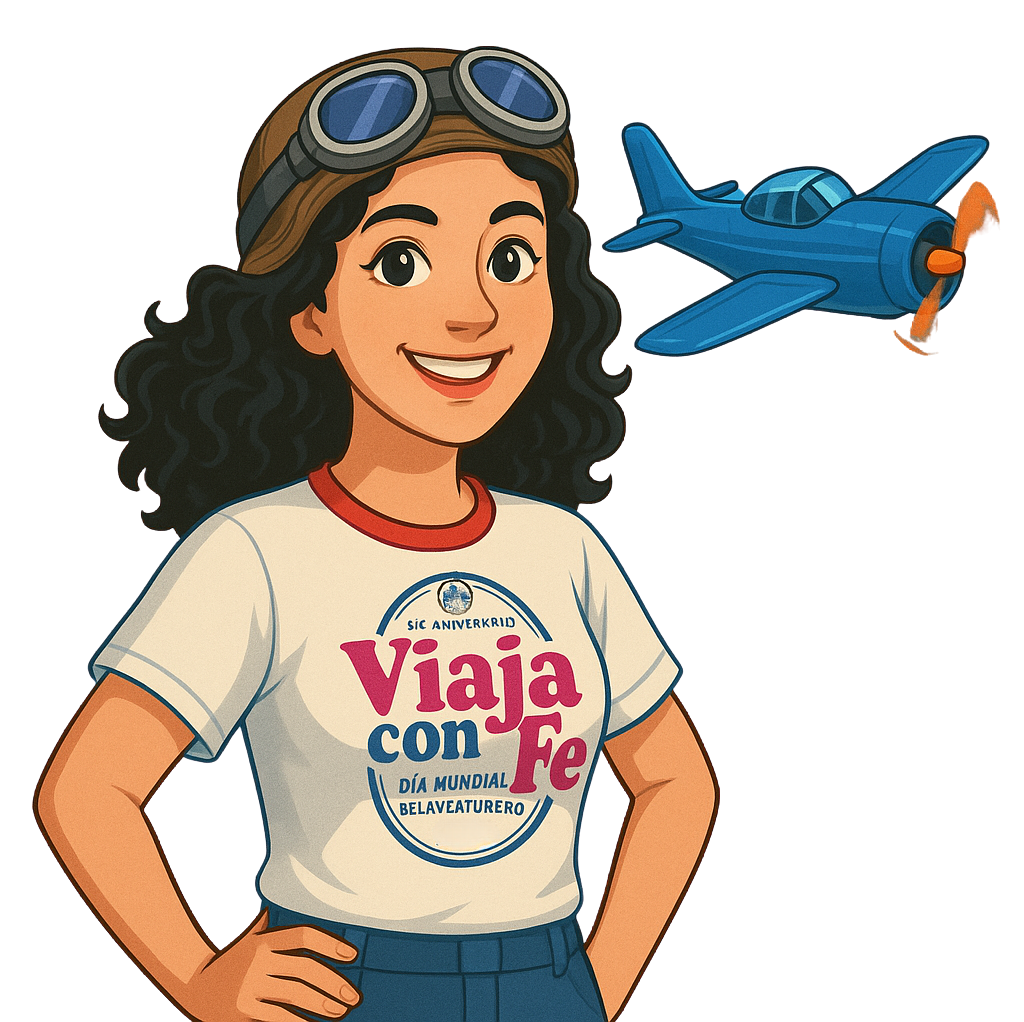 SIC ANIVERKRID
Viaja
con Fe
DÍA MUNDIAL
BELAVEATURERO